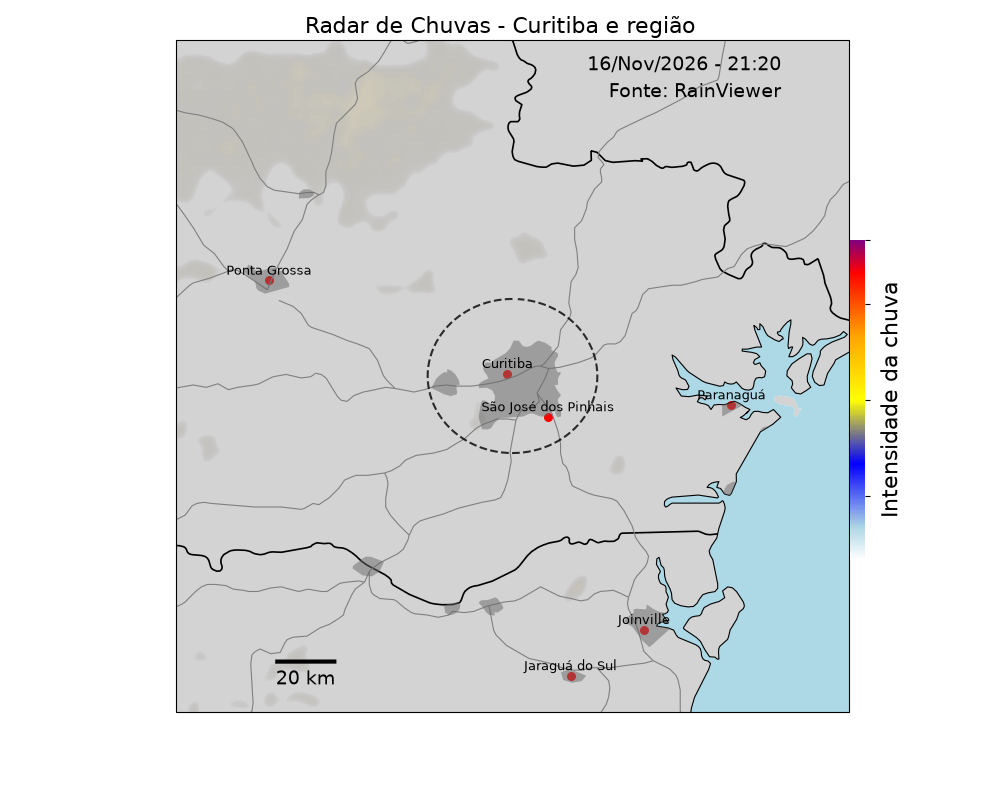 Radar de Chuvas - Curitiba e região
16/Nov/2026 - 21:20
Fonte: RainViewer
Ponta Grossa
Curitiba
Paranaguá
São José dos Pinhais
Intensidade da chuva
Joinville
Jaraguá do Sul
20 km